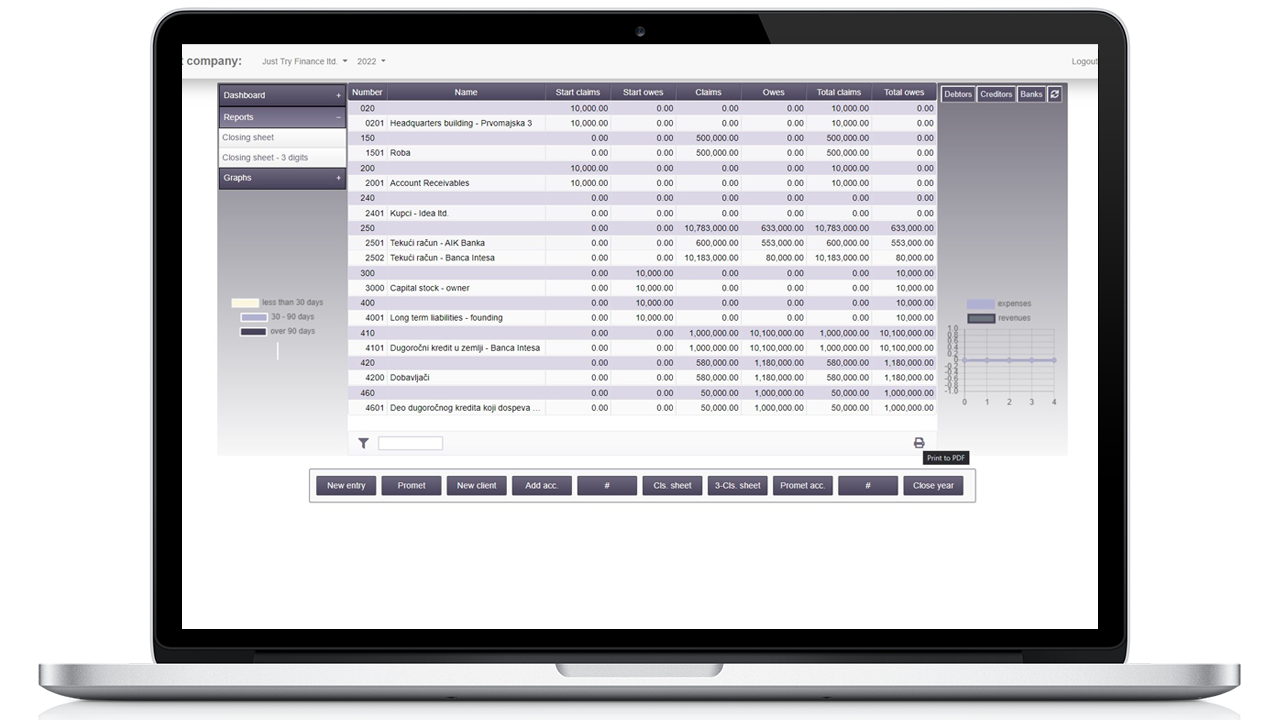 company:
Just Try Finance ltd.
2022
Logout
Dashboard +
Reports −
Closing sheet
Closing sheet - 3 digits
Graphs +
less than 30 days
30 - 90 days
over 90 days
Number Name Start claims Start owes Claims Owes Total claims Total owes
020 10,000.00 0.00 0.00 0.00 10,000.00 0.00
0201 Headquarters building - Prvomajska 3 10,000.00 0.00 0.00 0.00 10,000.00 0.00
150 0.00 0.00 500,000.00 0.00 500,000.00 0.00
1501 Roba 0.00 0.00 500,000.00 0.00 500,000.00 0.00
200 10,000.00 0.00 0.00 0.00 10,000.00 0.00
2001 Account Receivables 10,000.00 0.00 0.00 0.00 10,000.00 0.00
240 0.00 0.00 0.00 0.00 0.00 0.00
2401 Kupci - Idea ltd. 0.00 0.00 0.00 0.00 0.00 0.00
250 0.00 0.00 10,783,000.00 633,000.00 10,783,000.00 633,000.00
2501 Tekući račun - AIK Banka 0.00 0.00 600,000.00 553,000.00 600,000.00 553,000.00
2502 Tekući račun - Banca Intesa 0.00 0.00 10,183,000.00 80,000.00 10,183,000.00 80,000.00
300 0.00 10,000.00 0.00 0.00 0.00 10,000.00
3000 Capital stock - owner 0.00 10,000.00 0.00 0.00 0.00 10,000.00
400 0.00 10,000.00 0.00 0.00 0.00 10,000.00
4001 Long term liabilities - founding 0.00 10,000.00 0.00 0.00 0.00 10,000.00
410 0.00 0.00 1,000,000.00 10,100,000.00 1,000,000.00 10,100,000.00
4101 Dugoročni kredit u zemlji - Banca Intesa 0.00 0.00 1,000,000.00 10,100,000.00 1,000,000.00 10,100,000.00
420 0.00 0.00 580,000.00 1,180,000.00 580,000.00 1,180,000.00
4200 Dobavljači 0.00 0.00 580,000.00 1,180,000.00 580,000.00 1,180,000.00
460 0.00 0.00 50,000.00 1,000,000.00 50,000.00 1,000,000.00
4601 Deo dugoročnog kredita koji dospeva ... 0.00 0.00 50,000.00 1,000,000.00 50,000.00 1,000,000.00
Debtors Creditors Banks
expenses
revenues
1.0
0.8
0.6
0.4
0.2
-0.2
-0.4
-0.6
-0.8
-1.0
0 1 2 3 4
Print to PDF
New entry Promet New client Add acc. # Cls. sheet 3-Cls. sheet Promet acc. # Close year